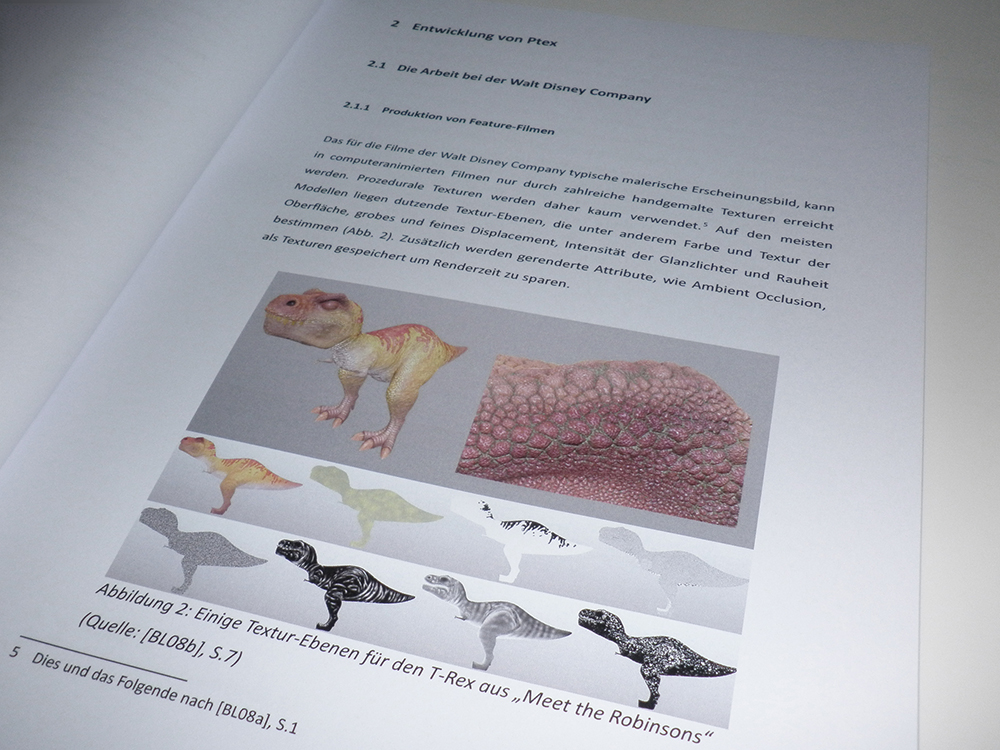 2 Entwicklung von Ptex
2.1 Die Arbeit bei der Walt Disney Company
2.1.1 Produktion von Feature-Filmen
Das für die Filme der Walt Disney Company typische malerische Erscheinungsbild, kann
in computeranimierten Filmen nur durch zahlreiche handgemalte Texturen erreicht
werden. Prozedurale Texturen werden daher kaum verwendet.⁵ Auf den meisten
Modellen liegen dutzende Textur-Ebenen, die unter anderem Farbe und Textur der
Oberfläche, grobes und feines Displacement, Intensität der Glanzlichter und Rauheit
bestimmen (Abb. 2). Zusätzlich werden gerenderte Attribute, wie Ambient Occlusion,
als Texturen gespeichert um Renderzeit zu sparen.
Abbildung 2: Einige Textur-Ebenen für den T-Rex aus „Meet the Robinsons“
(Quelle: [BL08b], S.7)
5 Dies und das Folgende nach [BL08a], S.1